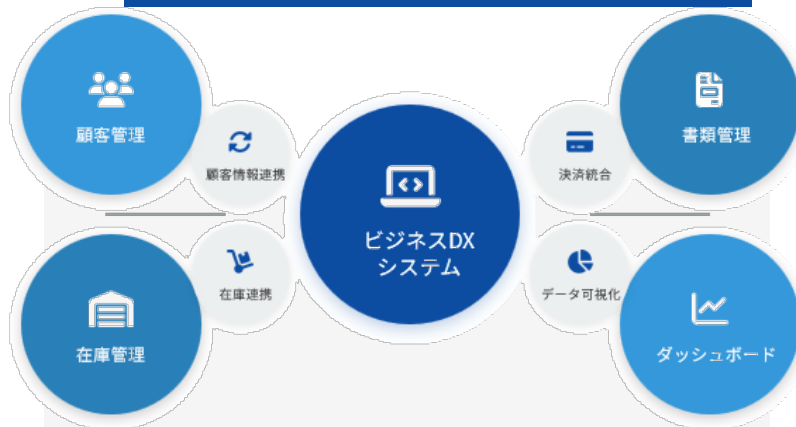 顧客管理
書類管理
顧客情報連携
決済統合
ビジネスDX
システム
在庫連携
データ可視化
在庫管理
ダッシュボード